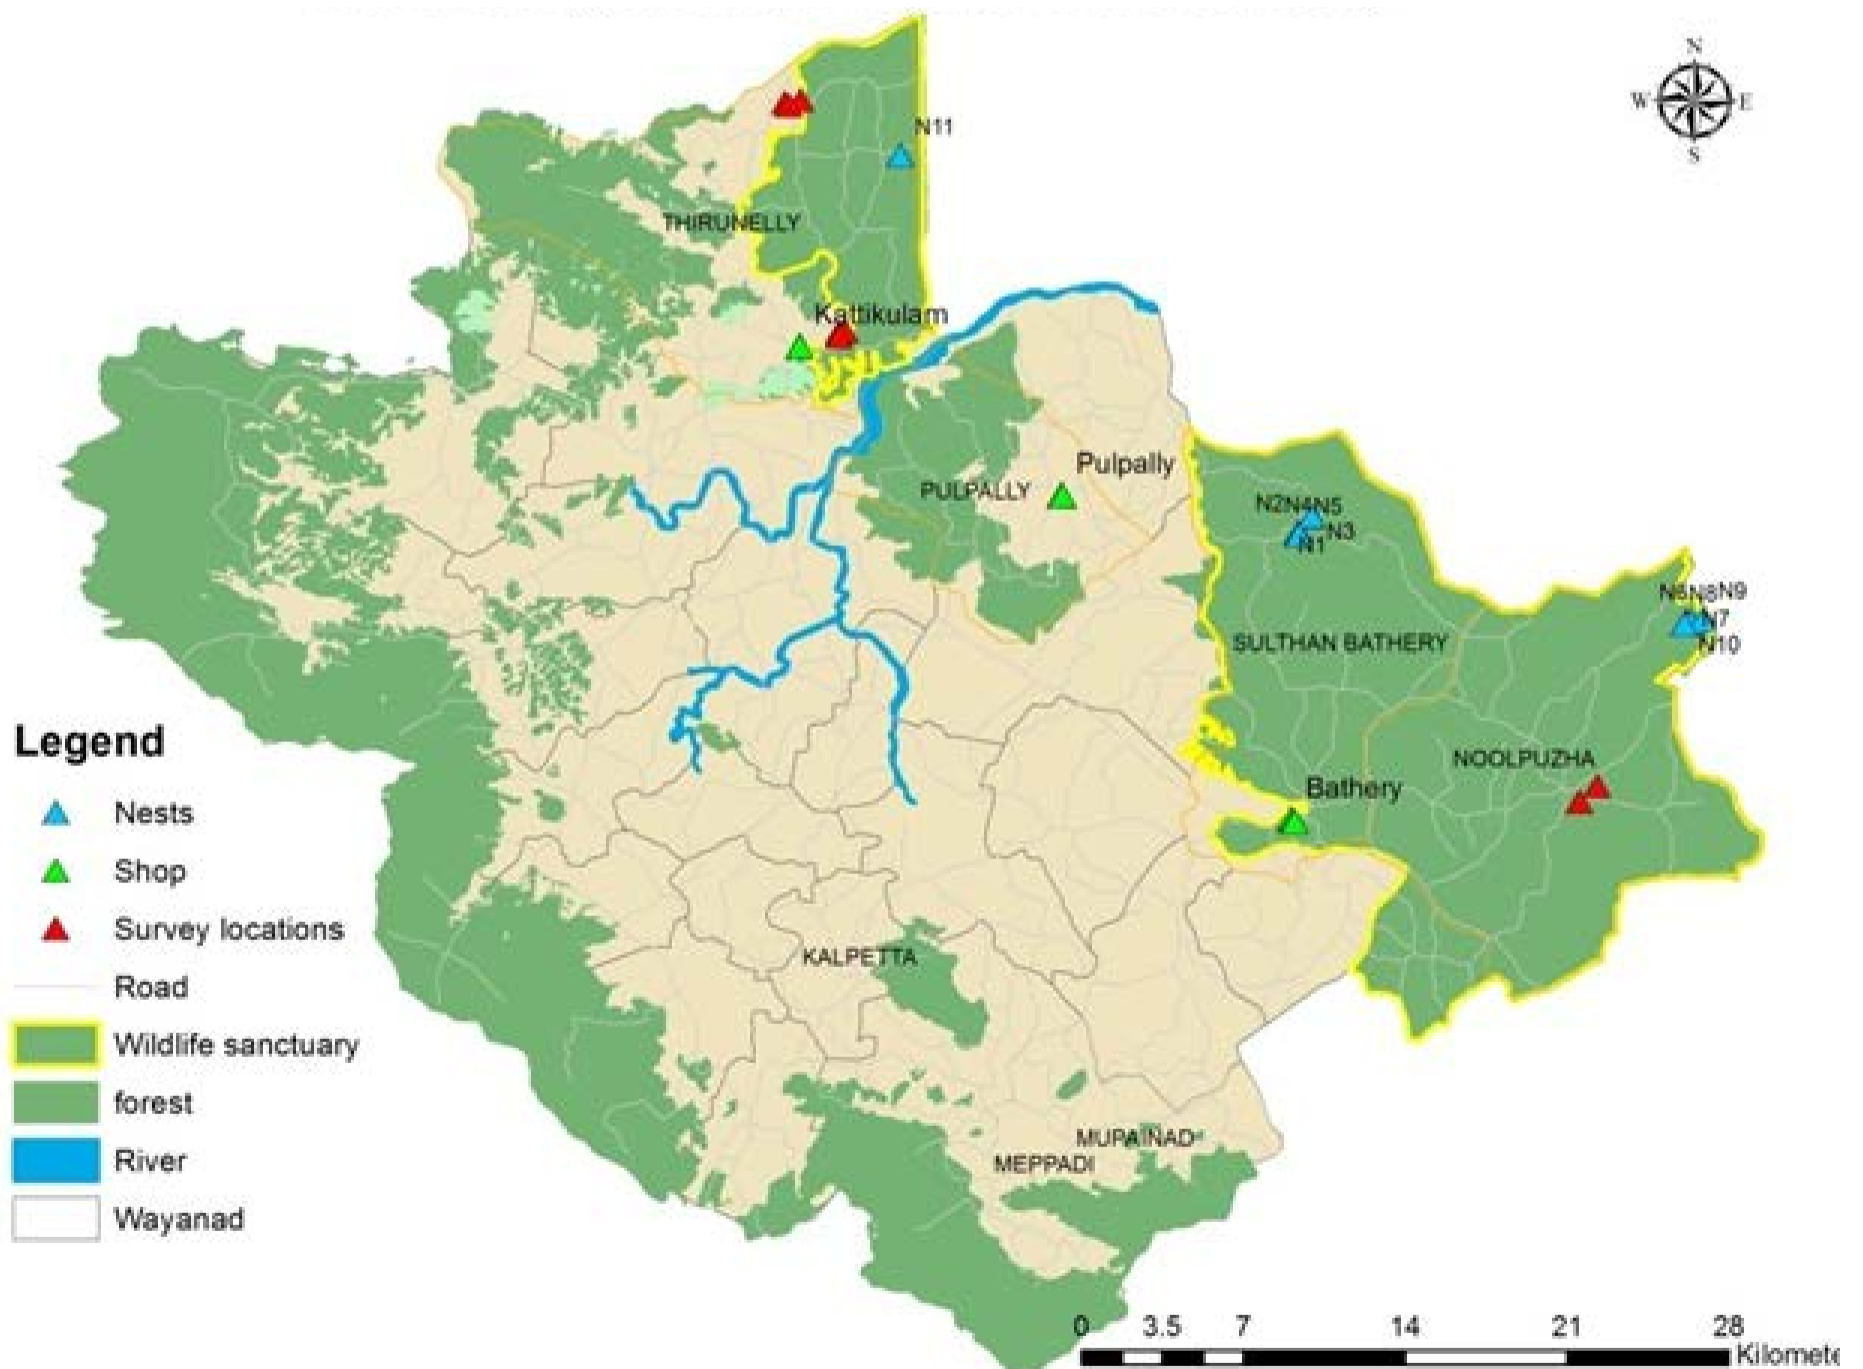 N
W E
S
N11
THIRUNELLY
Kattikulam
Pulpally
PULPALLY
N2N4N5
N3
N1
N6N8N9
N7
N10
SULTHAN BATHERY
NOOLPUZHA
Bathery
KALPETTA
MUPAINAD
MEPPADI
Legend
Nests
Shop
Survey locations
Road
Wildlife sanctuary
forest
River
Wayanad
0 3.5 7 14 21 28
Kilomete